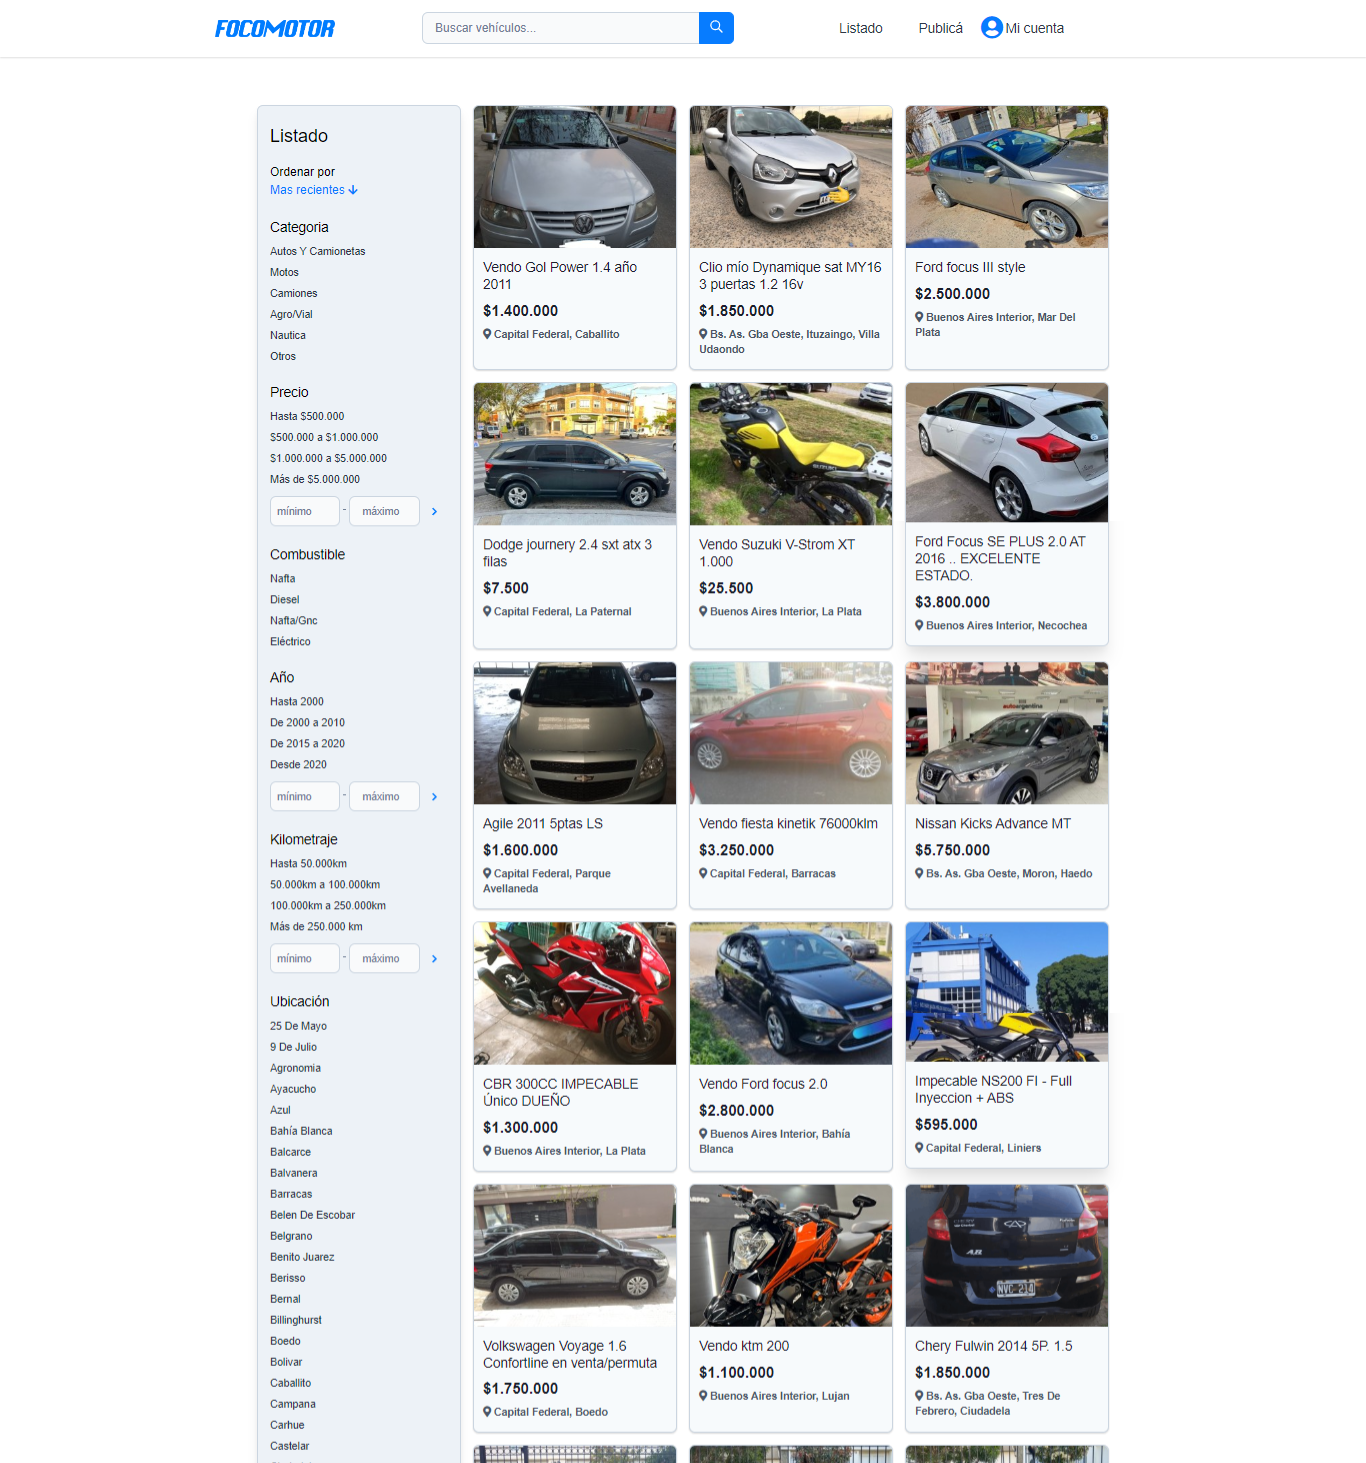 FOCOMOTOR
Buscar vehículos...
Listado
Publicá
Mi cuenta
Listado
Ordenar por
Mas recientes
Categoria
Autos Y Camionetas
Motos
Camiones
Agro/Vial
Nautica
Otros
Precio
Hasta $500.000
$500.000 a $1.000.000
$1.000.000 a $5.000.000
Más de $5.000.000
mínimo - máximo
Combustible
Nafta
Diesel
Nafta/Gnc
Eléctrico
Año
Hasta 2000
De 2000 a 2010
De 2015 a 2020
Desde 2020
mínimo - máximo
Kilometraje
Hasta 50.000km
50.000km a 100.000km
100.000km a 250.000km
Más de 250.000 km
mínimo - máximo
Ubicación
25 De Mayo
9 De Julio
Agronomia
Ayacucho
Azul
Bahía Blanca
Balcarce
Balvanera
Barracas
Belen De Escobar
Belgrano
Benito Juarez
Berisso
Bernal
Billinghurst
Boedo
Bolivar
Caballito
Campana
Carhue
Castelar
Vendo Gol Power 1.4 año
2011
$1.400.000
Capital Federal, Caballito
Clio mío Dynamique sat MY16
3 puertas 1.2 16v
$1.850.000
Bs. As. Gba Oeste, Ituzaingo, Villa
Udaondo
Ford focus III style
$2.500.000
Buenos Aires Interior, Mar Del
Plata
Dodge journery 2.4 sxt atx 3
filas
$7.500
Capital Federal, La Paternal
SUZUKI
Vendo Suzuki V-Strom XT
1.000
$25.500
Buenos Aires Interior, La Plata
Ford Focus SE PLUS 2.0 AT
2016 .. EXCELENTE
ESTADO.
$3.800.000
Buenos Aires Interior, Necochea
Agile 2011 5ptas LS
$1.600.000
Capital Federal, Parque
Avellaneda
Vendo fiesta kinetik 76000klm
$3.250.000
Capital Federal, Barracas
autoargentina
Nissan Kicks Advance MT
$5.750.000
Bs. As. Gba Oeste, Moron, Haedo
CBR 300CC IMPECABLE
Único DUEÑO
$1.300.000
Buenos Aires Interior, La Plata
Vendo Ford focus 2.0
$2.800.000
Buenos Aires Interior, Bahía
Blanca
Impecable NS200 FI - Full
Inyeccion + ABS
$595.000
Capital Federal, Liniers
Volkswagen Voyage 1.6
Confortline en venta/permuta
$1.750.000
Capital Federal, Boedo
Vendo ktm 200
$1.100.000
Buenos Aires Interior, Lujan
NVC 214
Chery Fulwin 2014 5P. 1.5
$1.850.000
Bs. As. Gba Oeste, Tres De
Febrero, Ciudadela